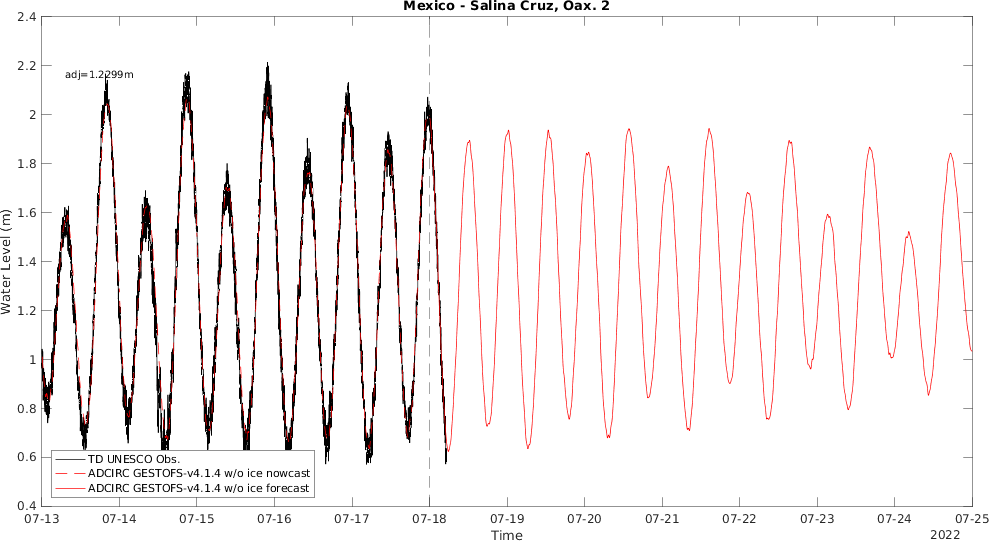 Mexico - Salina Cruz, Oax. 2
adj=1.2299m
Water Level (m)
2.4
2.2
2
1.8
1.6
1.4
1.2
1
0.8
0.6
0.4
TD UNESCO Obs.
ADCIRC GESTOFS-v4.1.4 w/o ice nowcast
ADCIRC GESTOFS-v4.1.4 w/o ice forecast
07-13 07-14 07-15 07-16 07-17 07-18 07-19 07-20 07-21 07-22 07-23 07-24 07-25
Time
2022